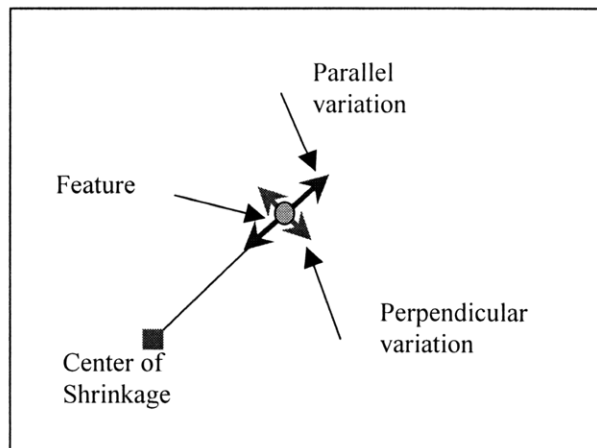 Parallel
variation
Feature
Perpendicular
variation
Center of
Shrinkage